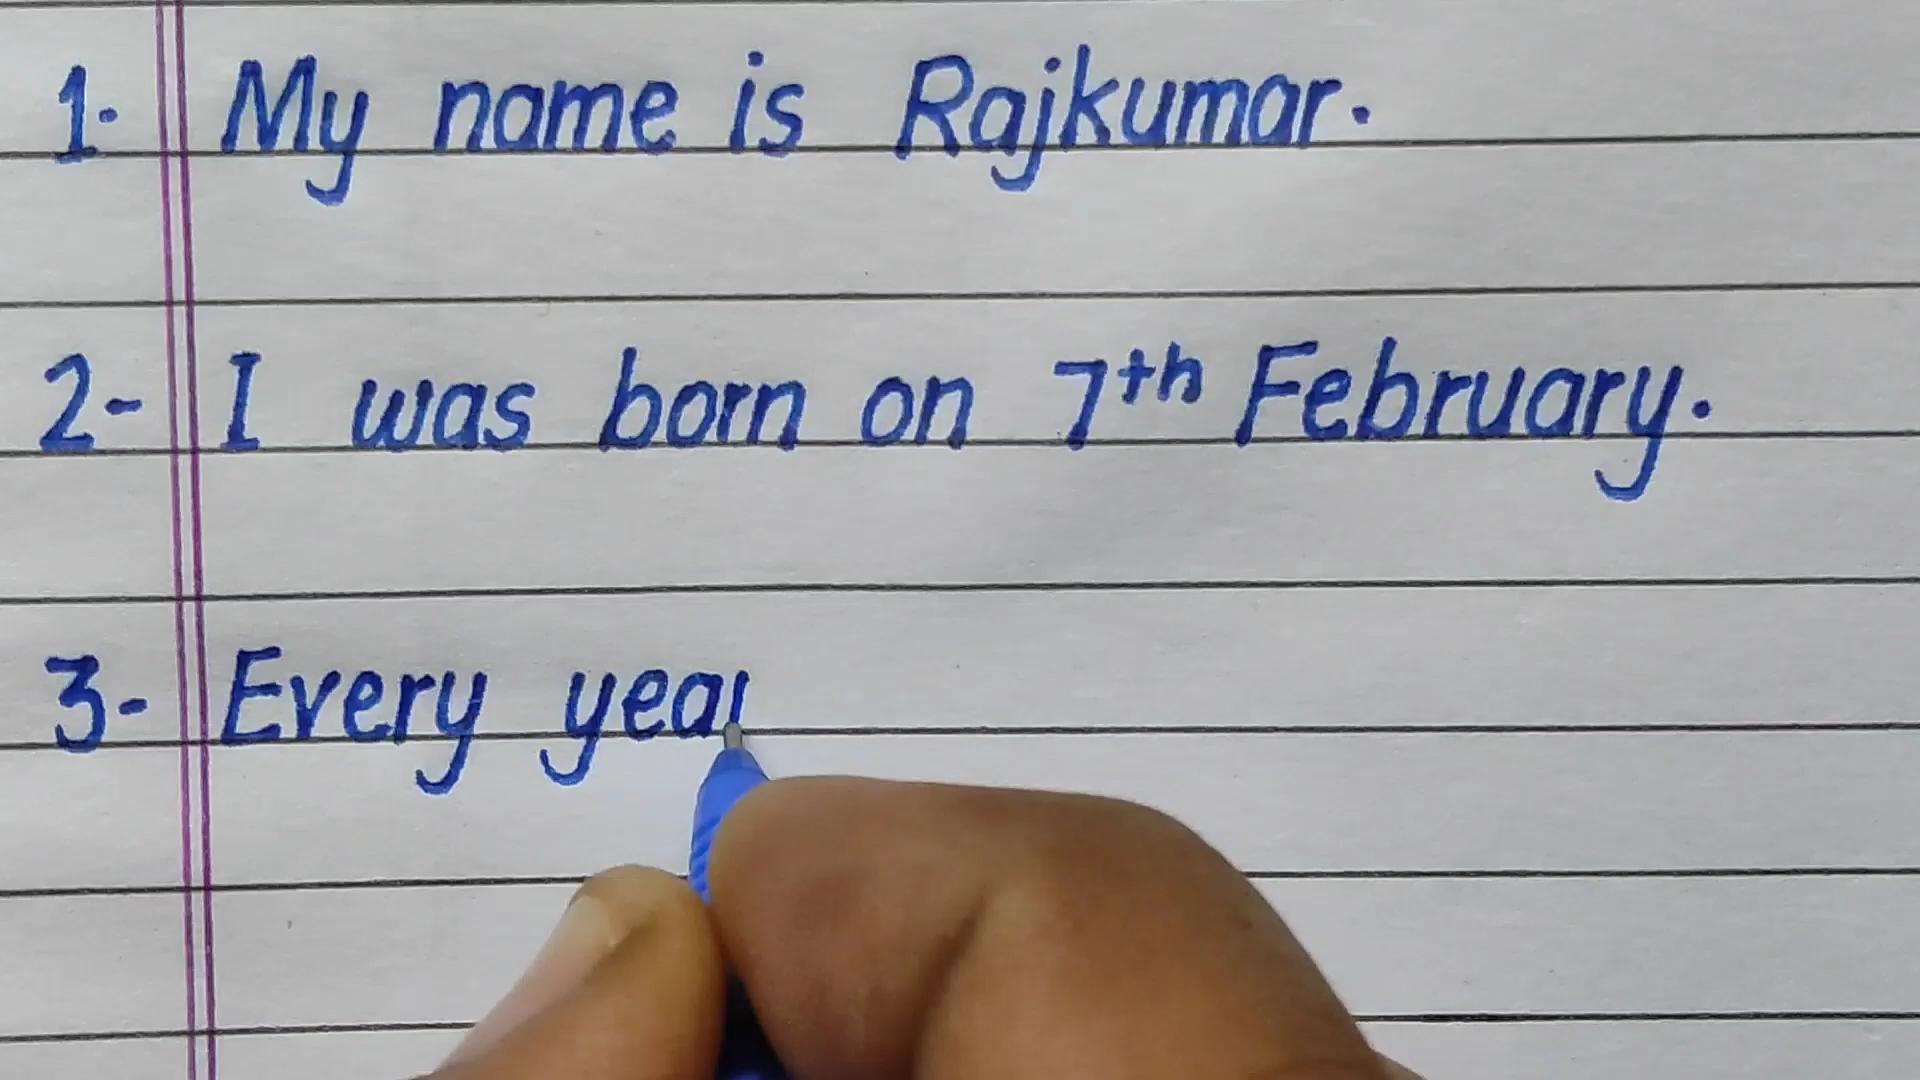 1. My name is Rajkumar.
2- I was born on 7th February.
3- Every yea